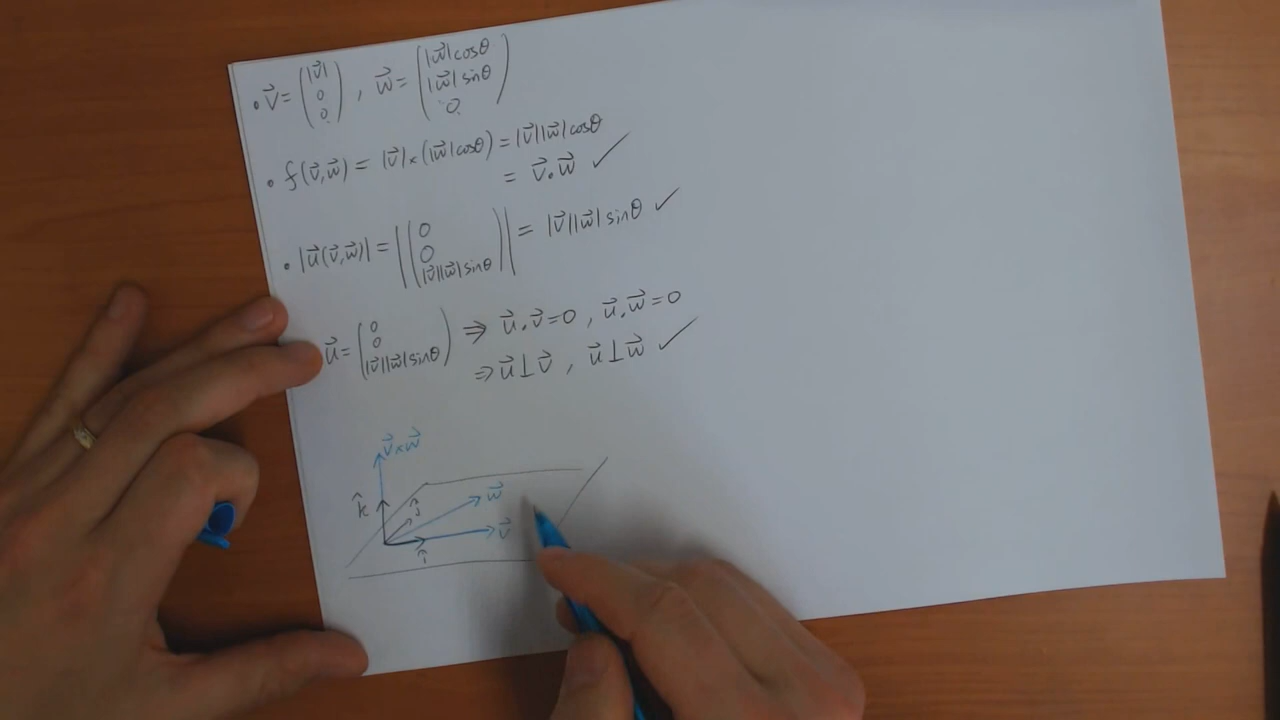 • v⃗ = (|v⃗| 0 0), w⃗ = (|w⃗|cosθ |w⃗|sinθ 0)
• f(v⃗,w⃗) = |v⃗|×(|w⃗|cosθ) = |v⃗||w⃗|cosθ
= v⃗.w⃗ ✓
• |u⃗(v⃗,w⃗)| = |(0 0 |v⃗||w⃗|sinθ)| = |v⃗||w⃗|sinθ ✓
u⃗ = (0 0 |v⃗||w⃗|sinθ) ⇒ u⃗.v⃗=0, u⃗.w⃗=0
⇒ u⃗⊥v⃗, u⃗⊥w⃗ ✓
v⃗×w⃗
w⃗
k̂
ĵ
v⃗
î